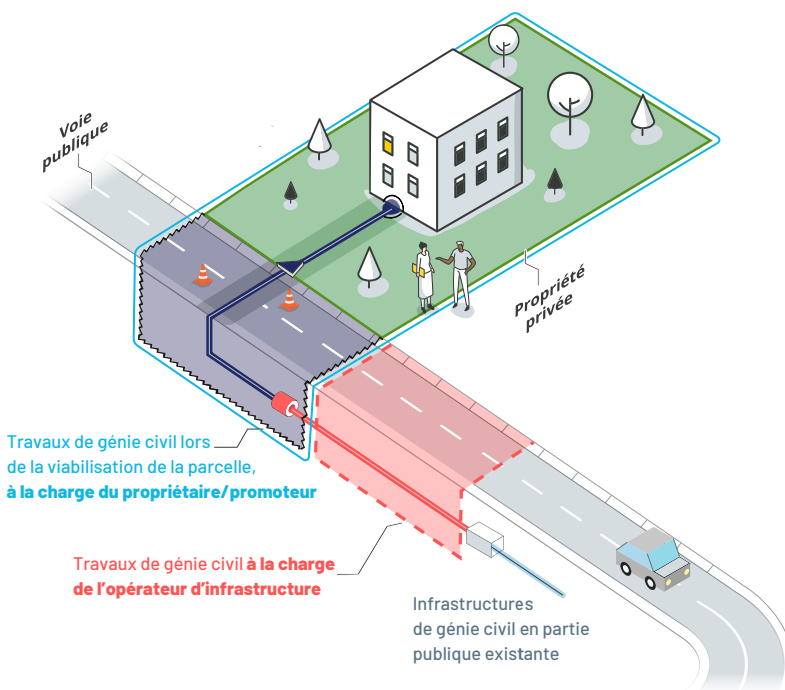 Voie
publique
Propriété
privée
Travaux de génie civil lors
de la viabilisation de la parcelle,
à la charge du propriétaire/promoteur
Travaux de génie civil à la charge
de l’opérateur d’infrastructure
Infrastructures
de génie civil en partie
publique existante